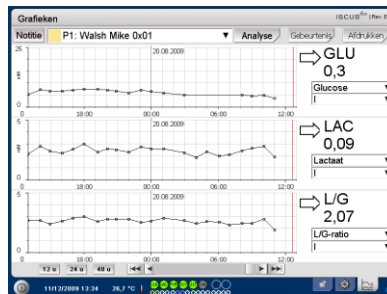 Grafieken
ISCUS
Notitie P1: Walsh Mike 0x01 Analyse Gebeurtenis Afdrukken
25 20.08.2009
mM
0
18:00 00:00 06:00 12:00
GLU
0,3
Glucose
I
5 20.08.2009
mM
0
18:00 00:00 06:00 12:00
LAC
0,09
Lactaat
I
5 20.08.2009
0
18:00 00:00 06:00 12:00
L/G
2,07
L/G-ratio
I
12 u 24 u 48 u
11/12/2009 13:34 26,7 °C